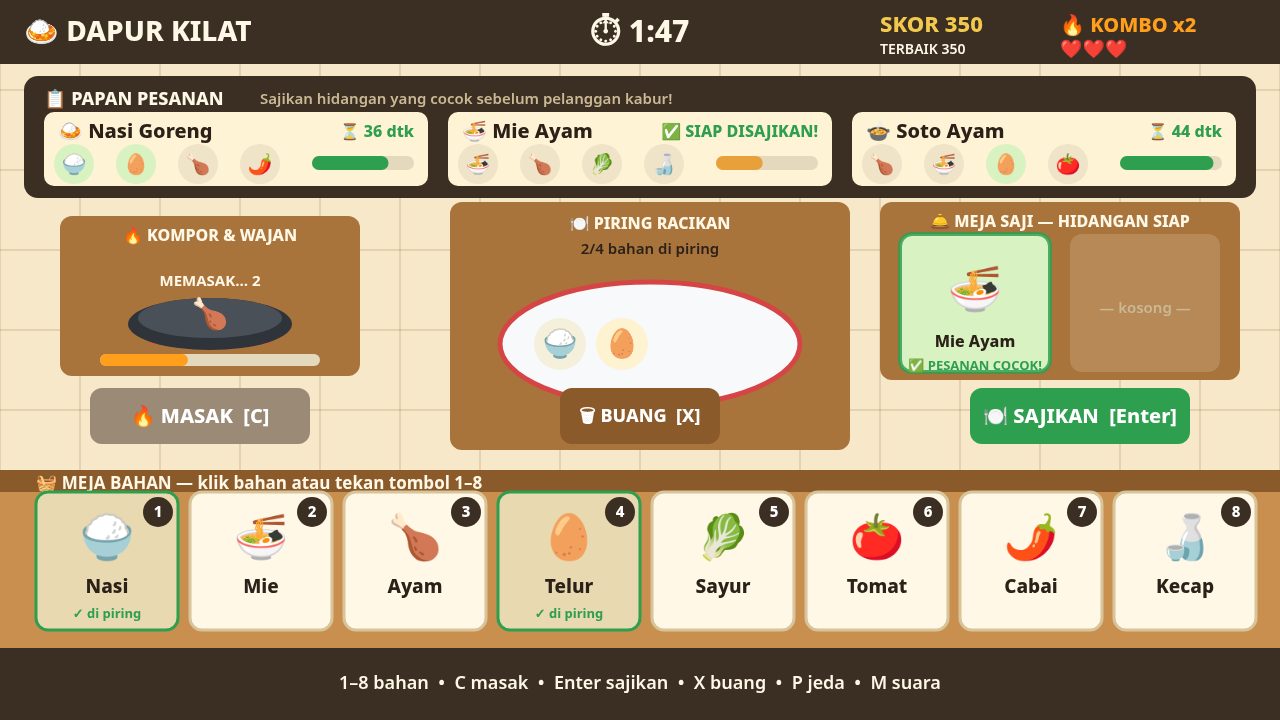 DAPUR KILAT
1:47
SKOR 350
TERBAIK 350
KOMBO x2
PAPAN PESANAN
Sajikan hidangan yang cocok sebelum pelanggan kabur!
Nasi Goreng
36 dtk
Mie Ayam
SIAP DISAJIKAN!
Soto Ayam
44 dtk
KOMPOR & WAJAN
MEMASAK... 2
MASAK [C]
PIRING RACIKAN
2/4 bahan di piring
BUANG [X]
MEJA SAJI — HIDANGAN SIAP
Mie Ayam
PESANAN COCOK!
— kosong —
SAJIKAN [Enter]
MEJA BAHAN — klik bahan atau tekan tombol 1–8
1
Nasi
✓ di piring
2
Mie
3
Ayam
4
Telur
✓ di piring
5
Sayur
6
Tomat
7
Cabai
8
Kecap
1–8 bahan • C masak • Enter sajikan • X buang • P jeda • M suara